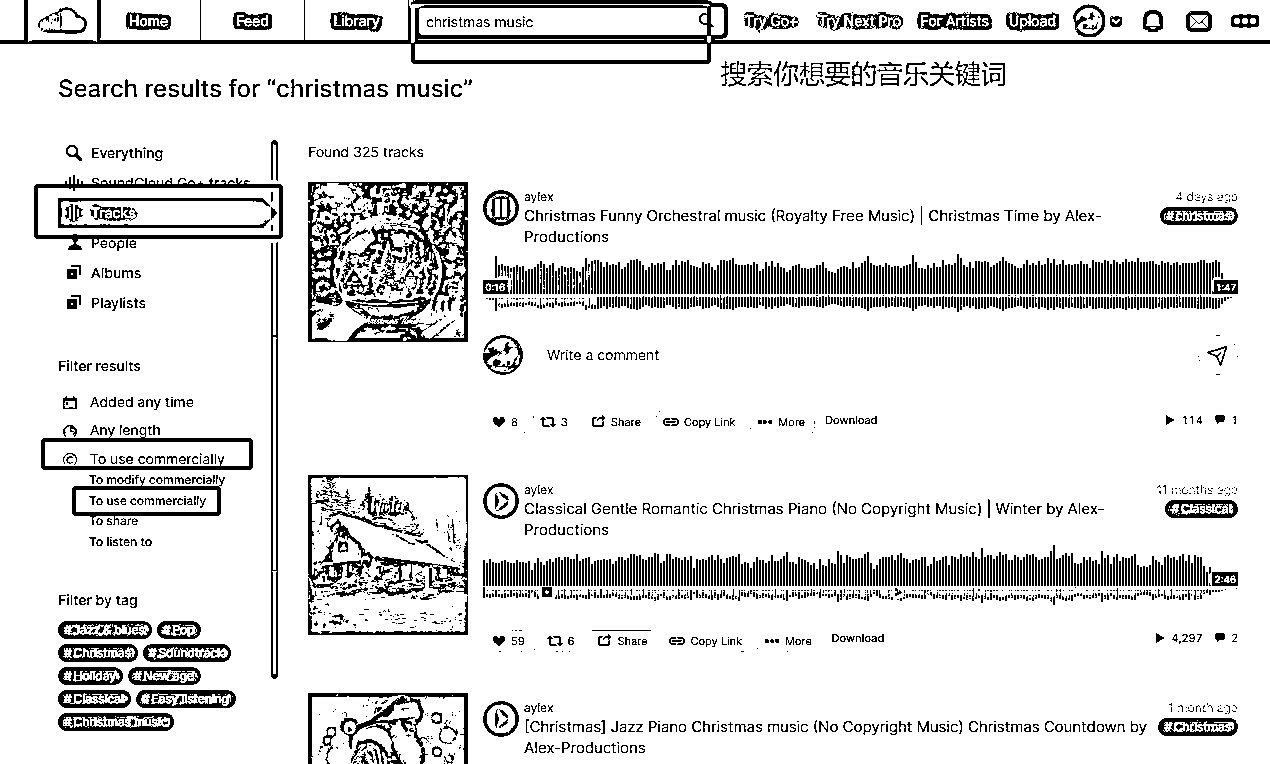 Home Feed Library christmas music Try Go+ Try Next Pro For Artists Upload
搜索你想要的音乐关键词
Search results for “christmas music”
Everything
SoundCloud Go+ tracks
Tracks
People
Albums
Playlists
Filter results
Added any time
Any length
To use commercially
To modify commercially
To use commercially
To share
To listen to
Filter by tag
#Jazz & blues #Pop
#Christmas #Soundtrack
#Holiday #New age
#Classical #Easy listening
#Christmas music
Found 325 tracks
aylex
4 days ago
Christmas Funny Orchestral music (Royalty Free Music) | Christmas Time by Alex-
Productions
#Christmas
0:16
1:47
Write a comment
8 3 Share Copy Link More Download 114 1
Winter
aylex
11 months ago
Classical Gentle Romantic Christmas Piano (No Copyright Music) | Winter by Alex-
Productions
#Classical
2:46
59 6 Share Copy Link More Download 4,297 2
aylex
1 month ago
[Christmas] Jazz Piano Christmas music (No Copyright Music) Christmas Countdown by
Alex-Productions
#Christmas